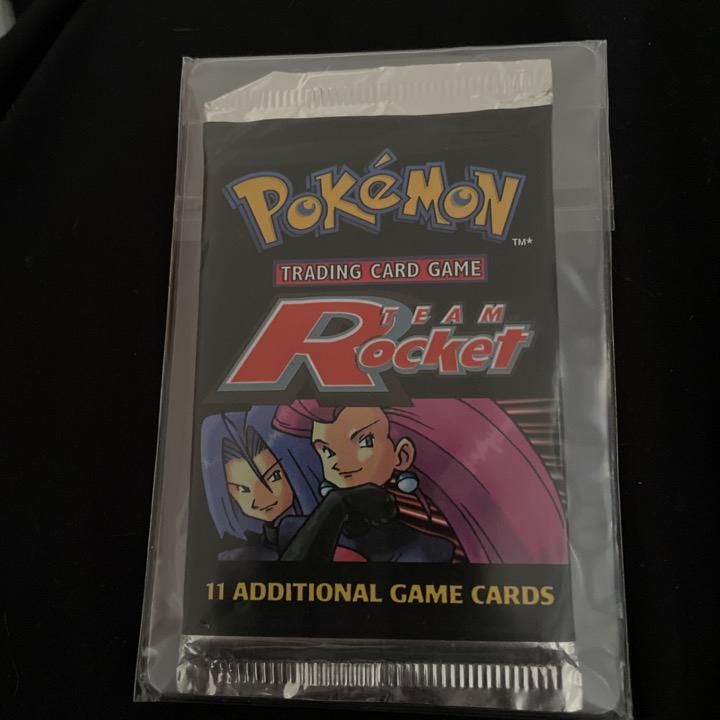 POKéMON
TM*
TRADING CARD GAME
TEAM
Rocket
11 ADDITIONAL GAME CARDS